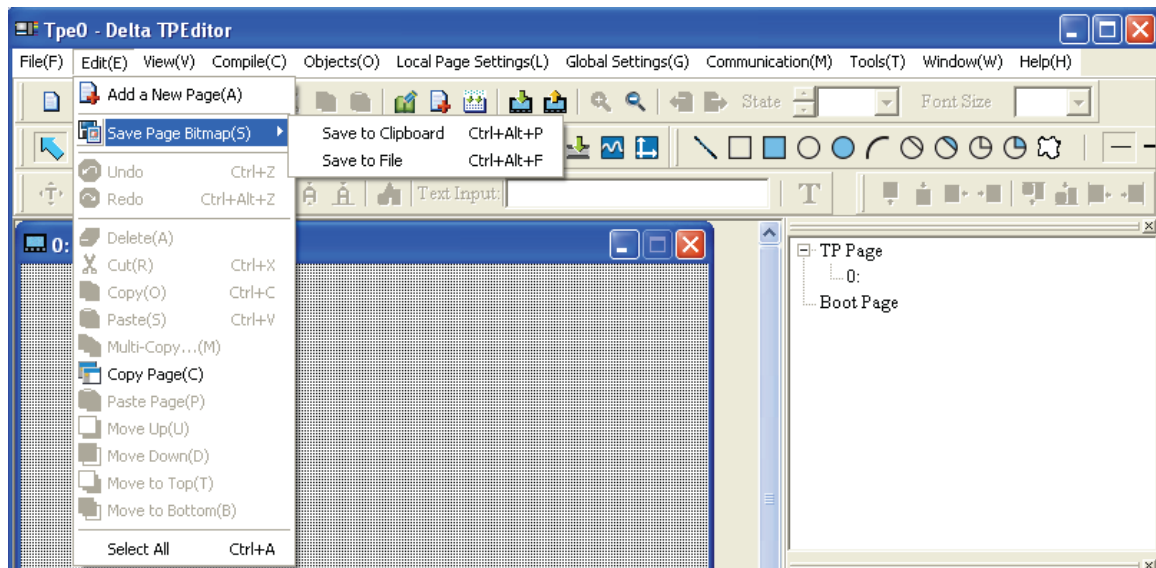 Tpe0 - Delta TPEditor
File(F) Edit(E) View(V) Compile(C) Objects(O) Local Page Settings(L) Global Settings(G) Communication(M) Tools(T) Window(W) Help(H)
Add a New Page(A)
State Font Size
Save Page Bitmap(S)
Save to Clipboard Ctrl+Alt+P
Save to File Ctrl+Alt+F
Undo Ctrl+Z
Redo Ctrl+Alt+Z
Text Input:
Delete(A)
Cut(R) Ctrl+X
Copy(O) Ctrl+C
Paste(S) Ctrl+V
Multi-Copy...(M)
Copy Page(C)
Paste Page(P)
Move Up(U)
Move Down(D)
Move to Top(T)
Move to Bottom(B)
Select All Ctrl+A
0:
TP Page
0:
Boot Page